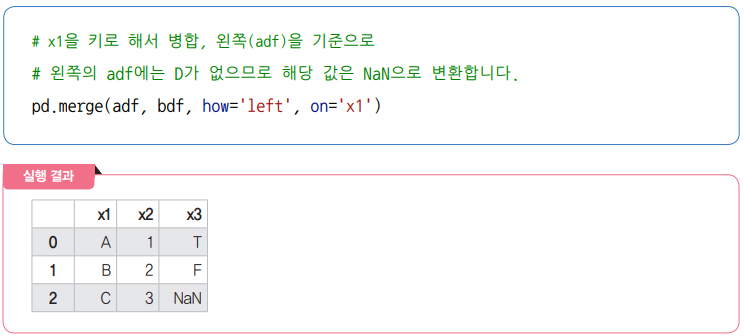 # x1을 키로 해서 병합, 왼쪽(adf)을 기준으로
# 왼쪽의 adf에는 D가 없으므로 해당 값은 NaN으로 변환합니다.
pd.merge(adf, bdf, how='left', on='x1')
실행 결과
x1 x2 x3
0 A 1 T
1 B 2 F
2 C 3 NaN